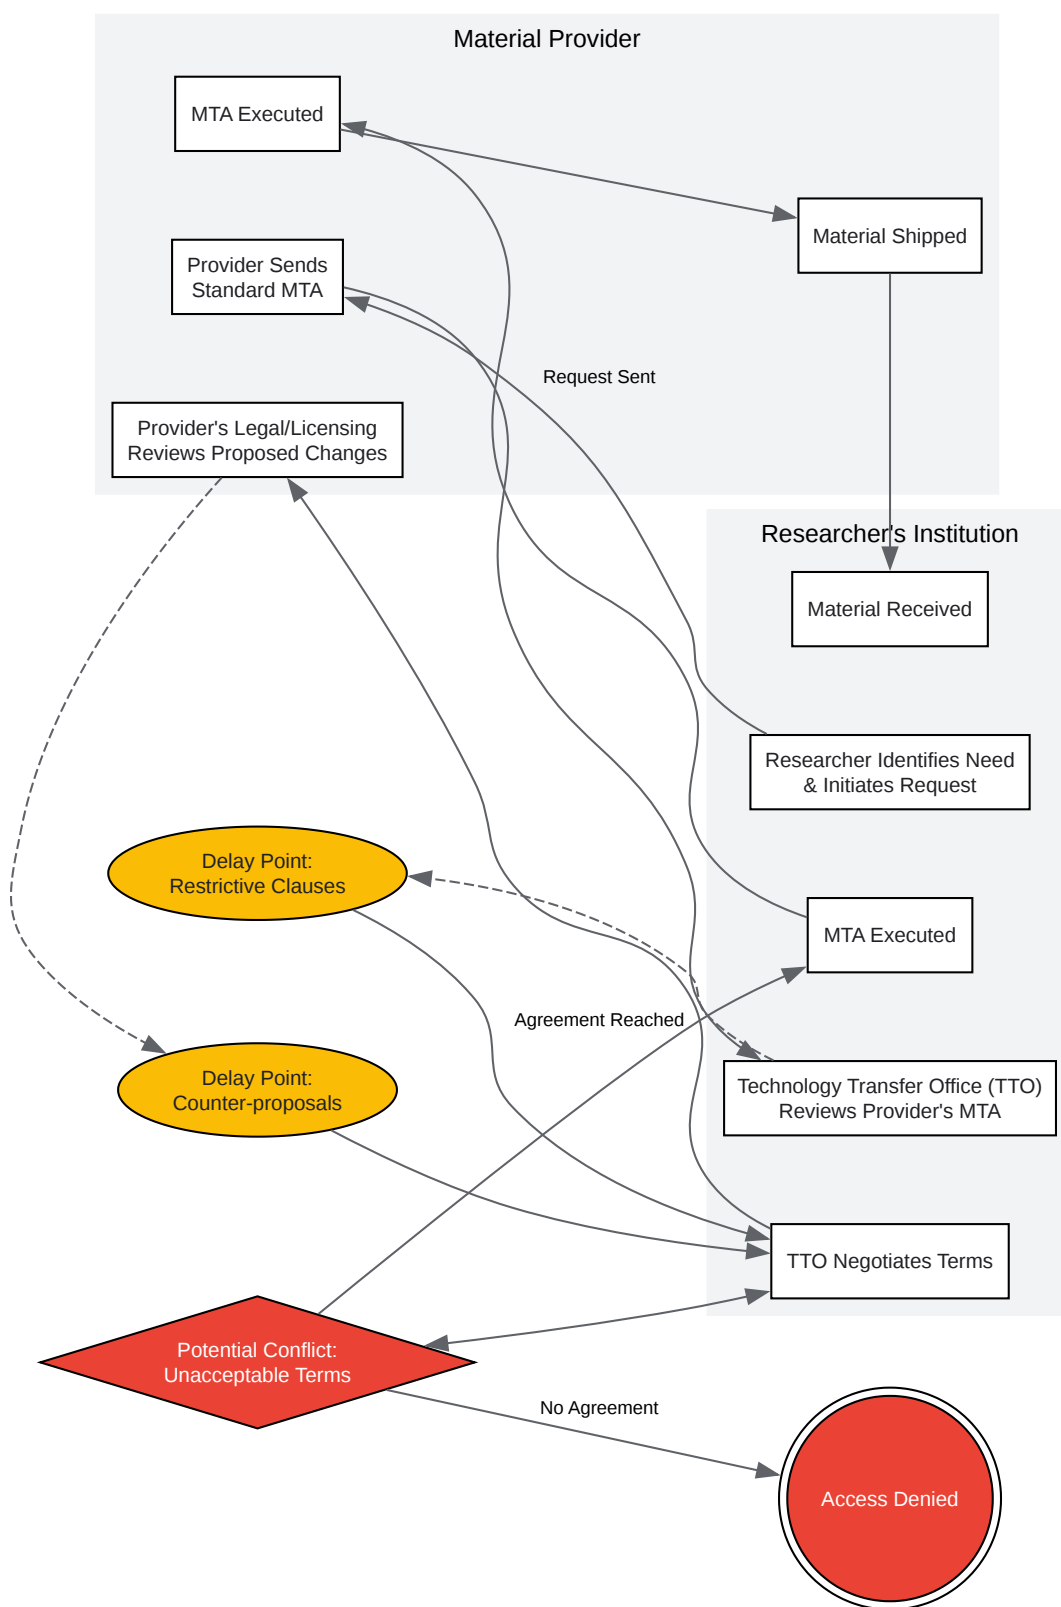 Material Provider
MTA Executed
Material Shipped
Provider Sends
Standard MTA
Request Sent
Provider's Legal/Licensing
Reviews Proposed Changes
Researcher's Institution
Material Received
Researcher Identifies Need
& Initiates Request
Delay Point:
Restrictive Clauses
MTA Executed
Agreement Reached
Delay Point:
Counter-proposals
Technology Transfer Office (TTO)
Reviews Provider's MTA
TTO Negotiates Terms
Potential Conflict:
Unacceptable Terms
No Agreement
Access Denied